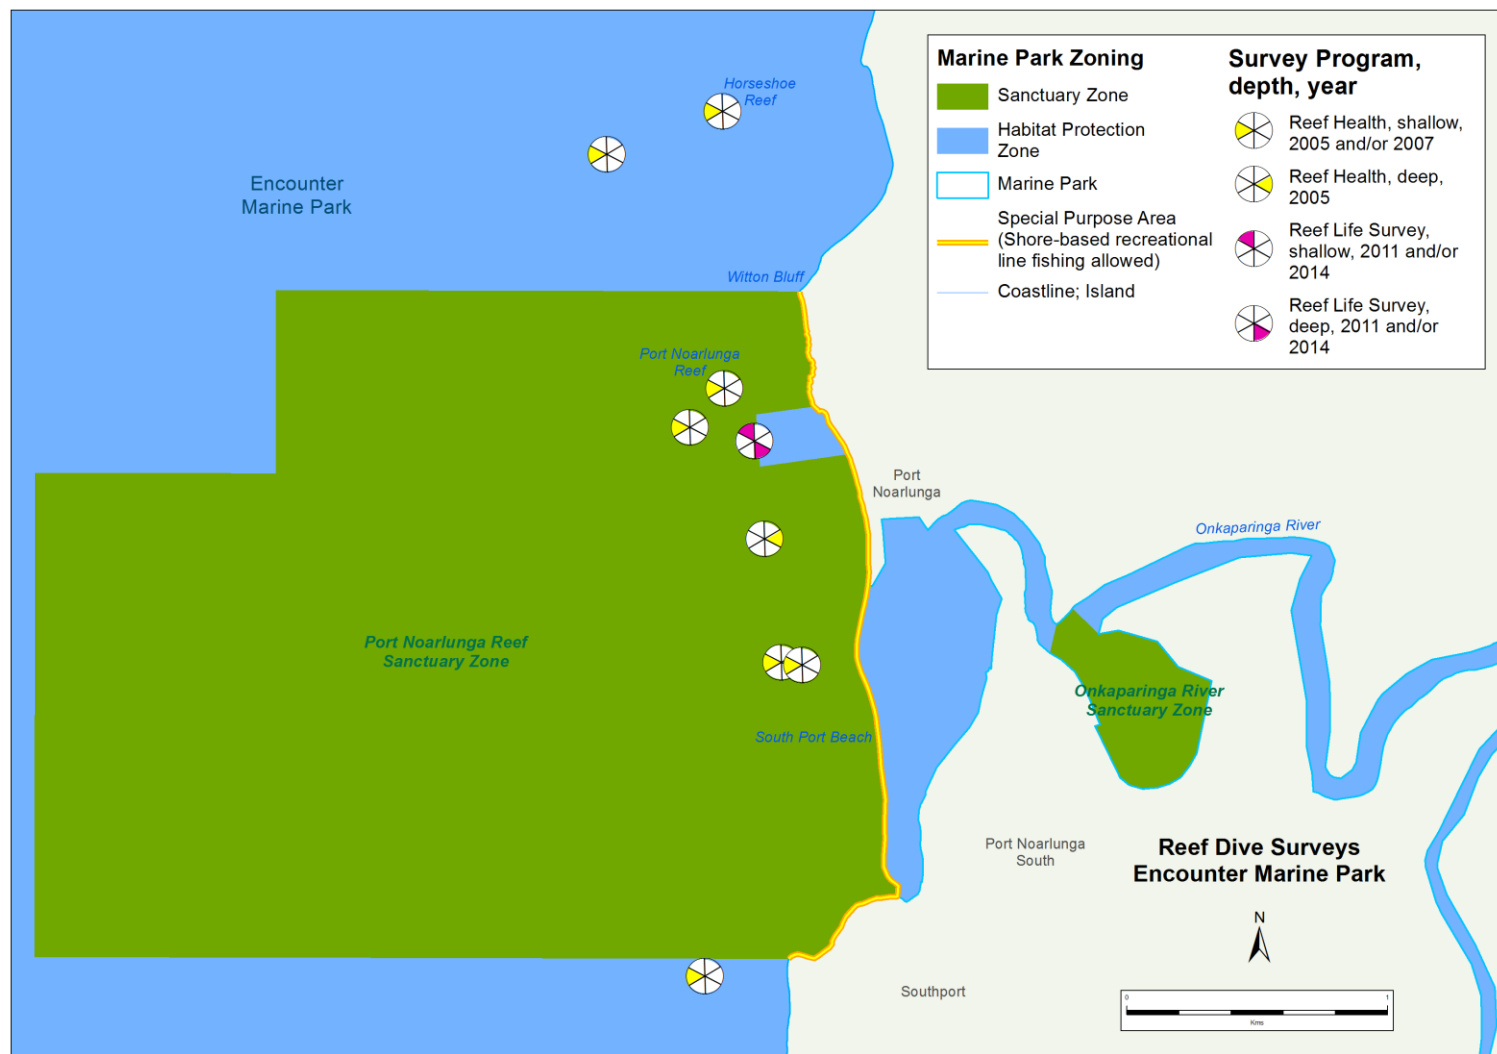 Horseshoe
Reef
Encounter
Marine Park
Witton Bluff
Port Noarlunga
Reef
Port
Noarlunga
Onkaparinga River
Port Noarlunga Reef
Sanctuary Zone
Onkaparinga River
Sanctuary Zone
South Port Beach
Port Noarlunga
South
Southport
Marine Park Zoning
Sanctuary Zone
Habitat Protection
Zone
Marine Park
Special Purpose Area
(Shore-based recreational
line fishing allowed)
Coastline; Island
Survey Program,
depth, year
Reef Health, shallow,
2005 and/or 2007
Reef Health, deep,
2005
Reef Life Survey,
shallow, 2011 and/or
2014
Reef Life Survey,
deep, 2011 and/or
2014
Reef Dive Surveys
Encounter Marine Park
N
0 1
Kms